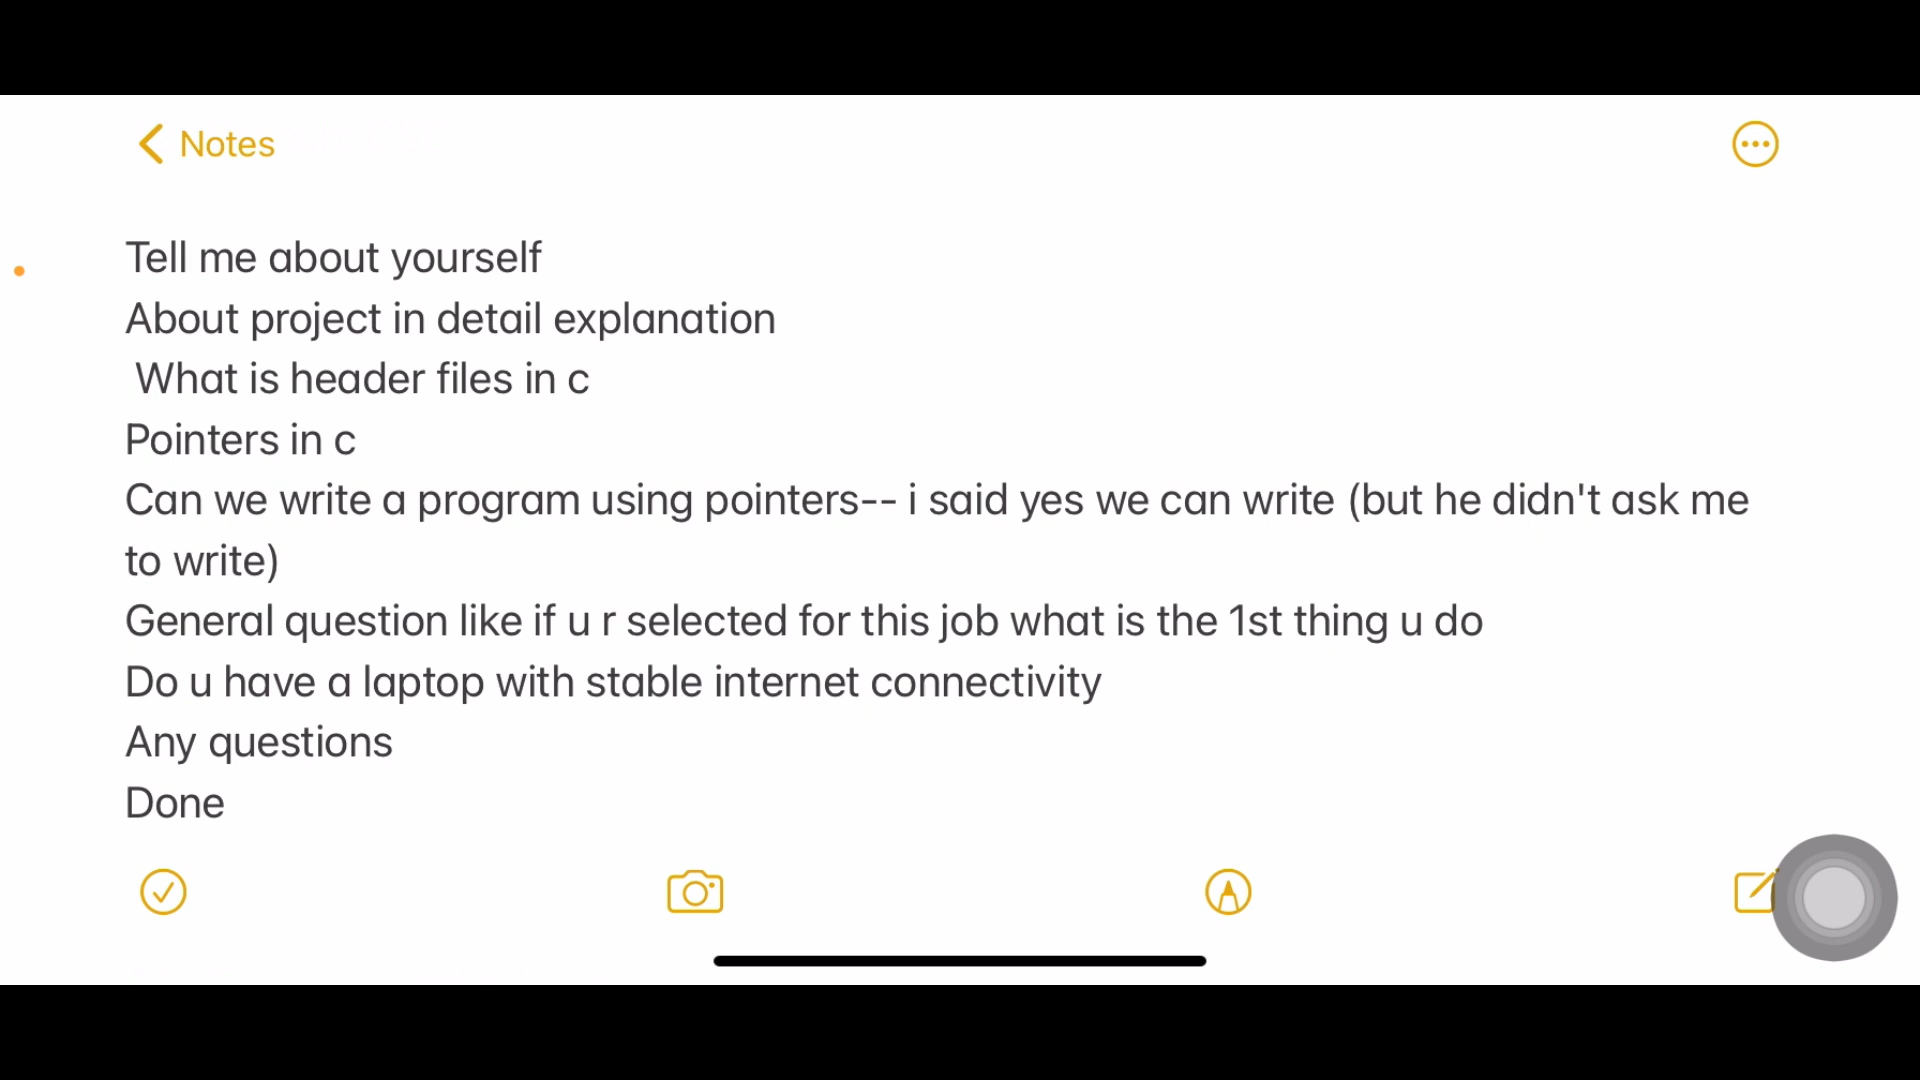 Notes
Tell me about yourself
About project in detail explanation
What is header files in c
Pointers in c
Can we write a program using pointers-- i said yes we can write (but he didn't ask me
to write)
General question like if u r selected for this job what is the 1st thing u do
Do u have a laptop with stable internet connectivity
Any questions
Done